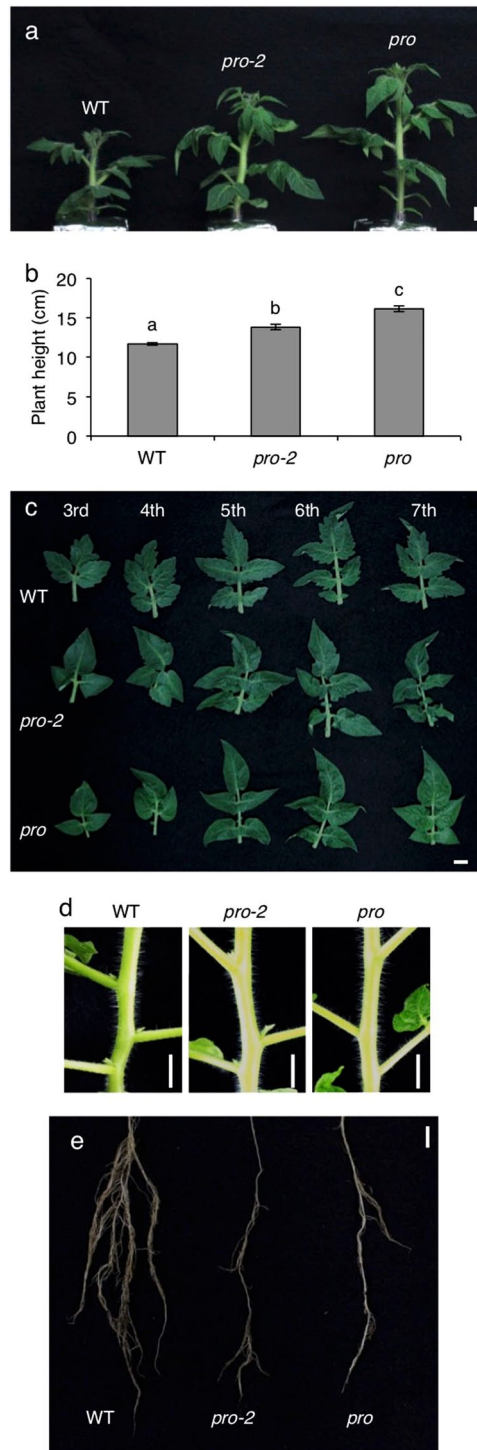 a
WT
pro-2
pro
b
Plant height (cm)
20
15
10
5
0
a
b
c
WT
pro-2
pro
c
3rd 4th 5th 6th 7th
WT
pro-2
pro
d
WT pro-2 pro
e
WT pro-2 pro